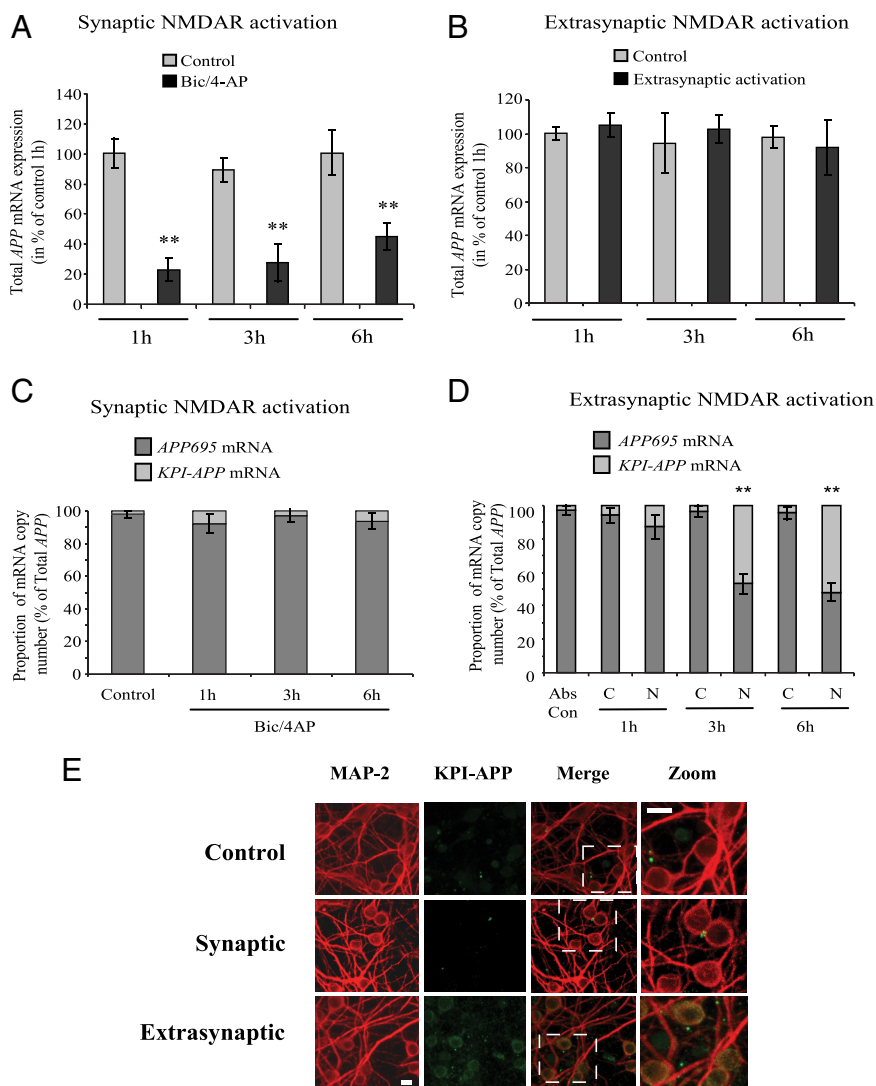 A
Synaptic NMDAR activation
Control
Bic/4-AP
Total APP mRNA expression
(in % of control 1h)
140
120
100
80
60
40
20
0
**
**
**
1h
3h
6h
B
Extrasynaptic NMDAR activation
Control
Extrasynaptic activation
Total APP mRNA expression
(in % of control 1h)
120
100
80
60
40
20
0
1h
3h
6h
C
Synaptic NMDAR activation
APP695 mRNA
KPI-APP mRNA
Proportion of mRNA copy
number (% of Total APP)
100
80
60
40
20
0
Control
1h
3h
6h
Bic/4AP
D
Extrasynaptic NMDAR activation
APP695 mRNA
KPI-APP mRNA
**
**
Proportion of mRNA copy
number (% of Total APP)
100
80
60
40
20
0
Abs
Con
C
N
C
N
C
N
1h
3h
6h
E
MAP-2
KPI-APP
Merge
Zoom
Control
Synaptic
Extrasynaptic